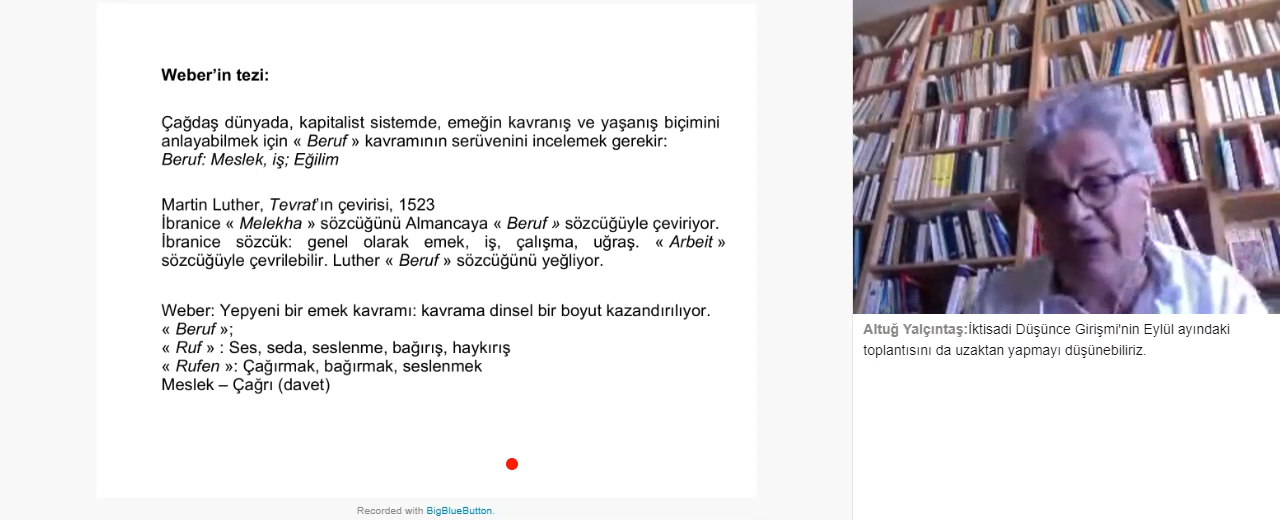 Weber’in tezi:
Çağdaş dünyada, kapitalist sistemde, emeğin kavranış ve yaşanış biçimini
anlayabilmek için « Beruf » kavramının serüvenini incelemek gerekir:
Beruf: Meslek, iş; Eğilim
Martin Luther, Tevrat’ın çevirisi, 1523
İbranice « Melekha » sözcüğünü Almancaya « Beruf » sözcüğüyle çeviriyor.
İbranice sözcük: genel olarak emek, iş, çalışma, uğraş. « Arbeit »
sözcüğüyle çevrilebilir. Luther « Beruf » sözcüğünü yeğliyor.
Weber: Yepyeni bir emek kavramı: kavrama dinsel bir boyut kazandırılıyor.
« Beruf »;
« Ruf » : Ses, seda, seslenme, bağırış, haykırış
« Rufen »: Çağırmak, bağırmak, seslenmek
Meslek – Çağrı (davet)
Recorded with BigBlueButton.
Altuğ Yalçıntaş:İktisadi Düşünce Girişmi'nin Eylül ayındaki
toplantısını da uzaktan yapmayı düşünebiliriz.